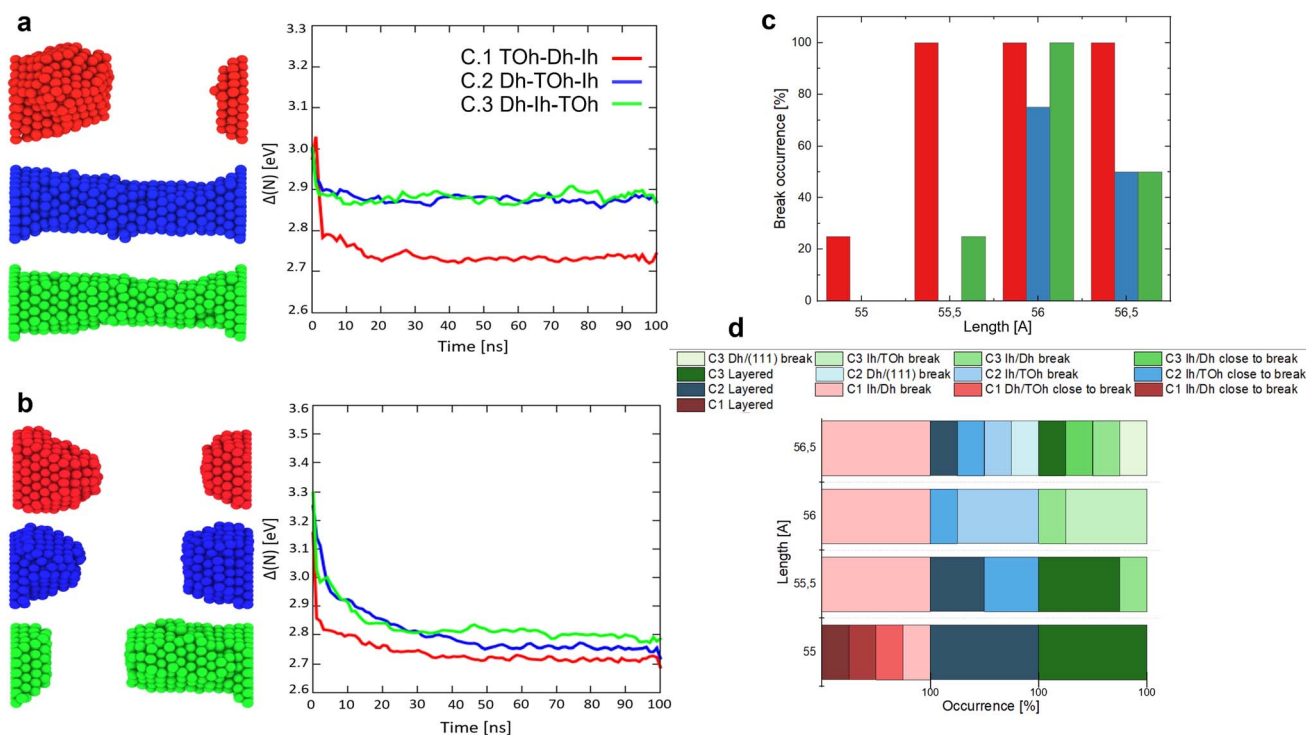 a
3.3
3.2
3.1
3.0
2.9
2.8
2.7
2.6
Δ(N) [eV]
C.1 TOh-Dh-Ih
C.2 Dh-TOh-Ih
C.3 Dh-Ih-TOh
0 10 20 30 40 50 60 70 80 90 100
Time [ns]
b
3.6
3.5
3.4
3.3
3.2
3.1
3.0
2.9
2.8
2.7
2.6
Δ(N) [eV]
0 10 20 30 40 50 60 70 80 90 100
Time [ns]
c
100
80
60
40
20
0
Break occurrence [%]
55 55,5 56 56,5
Length [A]
d
C3 Dh/(111) break C3 Ih/TOh break C3 Ih/Dh break C3 Ih/Dh close to break
C3 Layered C2 Dh/(111) break C2 Ih/TOh break C2 Ih/TOh close to break
C2 Layered C1 Ih/Dh break C1 Dh/TOh close to break C1 Ih/Dh close to break
C1 Layered
56,5
56
55,5
55
Length [A]
100 100 100
Occurrence [%]